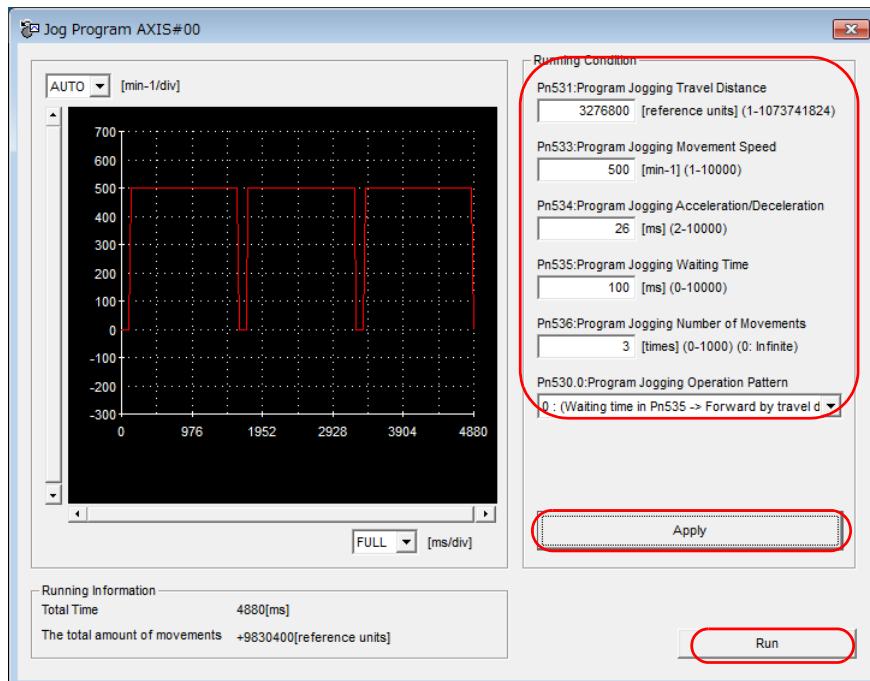 Jog Program AXIS#00
AUTO [min-1/div]
700
600
500
400
300
200
100
0
-100
-200
-300
0 976 1952 2928 3904 4880
FULL [ms/div]
Running Condition
Pn531:Program Jogging Travel Distance
3276800 [reference units] (1-1073741824)
Pn533:Program Jogging Movement Speed
500 [min-1] (1-10000)
Pn534:Program Jogging Acceleration/Deceleration
26 [ms] (2-10000)
Pn535:Program Jogging Waiting Time
100 [ms] (0-10000)
Pn536:Program Jogging Number of Movements
3 [times] (0-1000) (0: Infinite)
Pn530.0:Program Jogging Operation Pattern
0 : (Waiting time in Pn535 -> Forward by travel d
Apply
Running Information
Total Time 4880[ms]
The total amount of movements +9830400[reference units]
Run